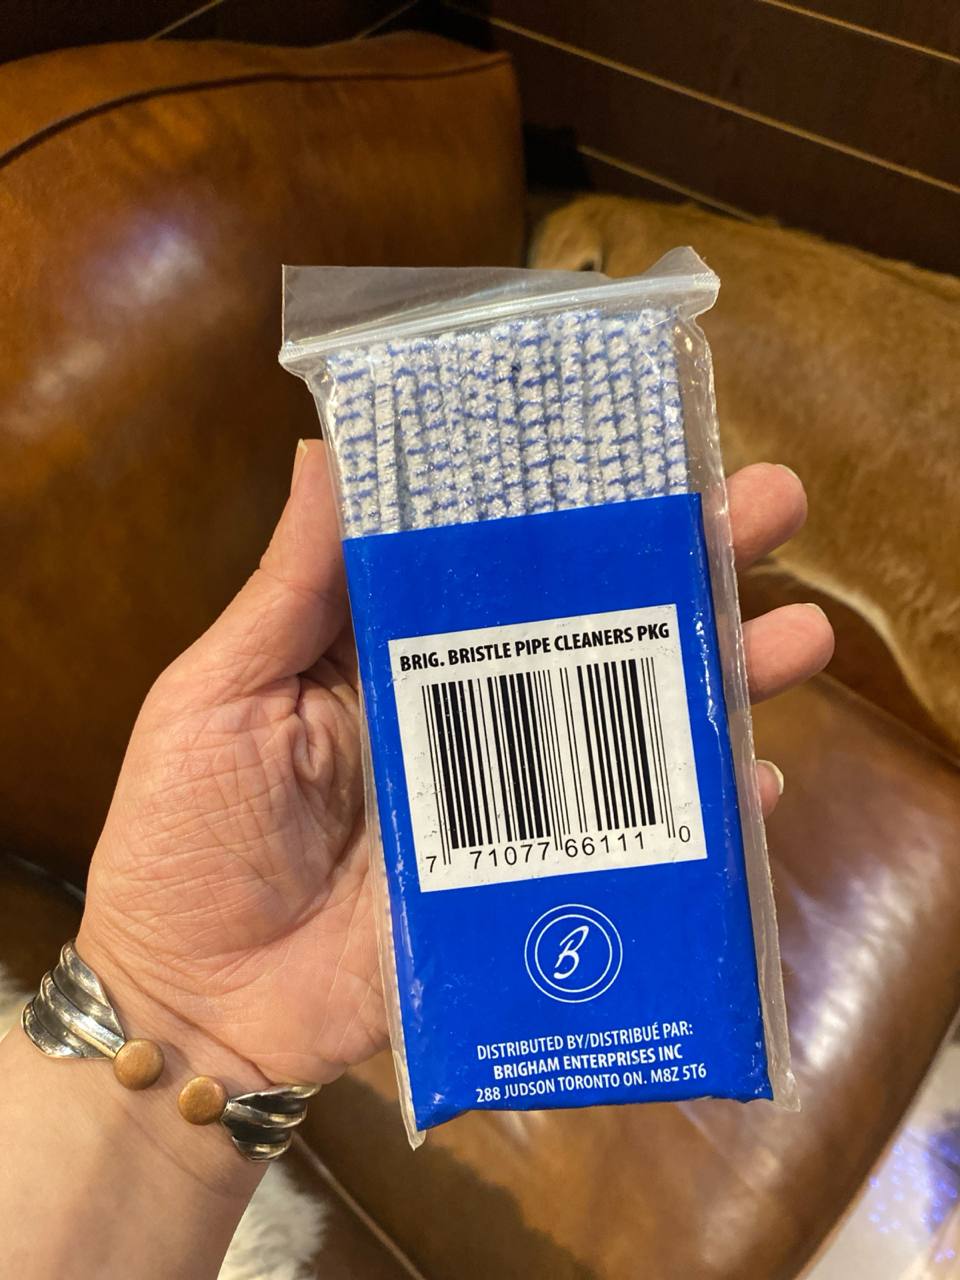 BRIG. BRISTLE PIPE CLEANERS PKG
7 71077 66111 0
B
DISTRIBUTED BY/DISTRIBUÉ PAR:
BRIGHAM ENTERPRISES INC
288 JUDSON TORONTO ON. M8Z 5T6